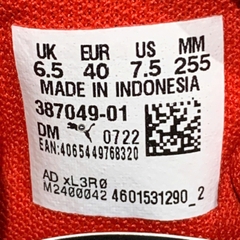 UK EUR US MM
6.5 40 7.5 255
MADE IN INDONESIA
387049-01
DM 0722
EAN:4065449768320
AD xL3RØ
M2400042 4601531290_2